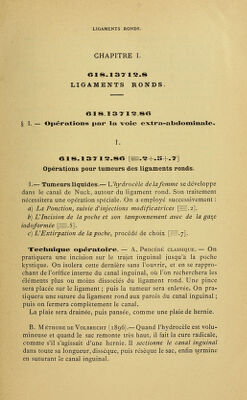 LIGAMENTS RONDS.
CHAPITRE I.
618.13712.8
LIGAMENTS RONDS.
618.13712.86
§ I. — Opérations par la voie extra-abdominale.
I.
618.13712.86 [.2+.5+.7]
Opérations pour tumeurs des ligaments ronds.
I.— Tumeurs liquides.— L'hydrocèle de la femme se développe
dans le canal de Nuck, autour du ligament rond. Son traitement
nécessitera une opération spéciale. On a employé successivement :
a) La Ponction, suivie d'injections modificatrices [.2].
b) L'Incision de la poche et son tamponnement avec de la gaze
iodoformée [.5].
c) L'Extirpation de la poche, procédé de choix [.7].
Technique opératoire. — A. PROCÉDÉ CLASSIQUE. — On
pratiquera une incision sur le trajet inguinal jusqu'à la poche
kystique. On isolera cette dernière sans l'ouvrir, et en se rappro-
chant de l'orifice interne du canal inguinal, où l'on recherchera les
éléments plus ou moins dissociés du ligament rond. Une pince
sera placée sur le ligament ; puis la tumeur sera enlevée. On pra-
tiquera une suture du ligament rond aux parois du canal inguinal ;
puis on fermera complètement le canal.
La plaie sera drainée, puis pansée, comme une plaie de hernie.
B. MÉTHODE DE VOLBRECHT (1896).— Quand l'hydrocèle est volu-
mineuse et quand le sac remonte très haut, il fait la cure radicale,
comme s'il s'agissait d'une hernie. Il sectionne le canal inguinal
dans toute sa longueur, dissèque, puis résèque le sac, enfin termine
en suturant le canal inguinal.